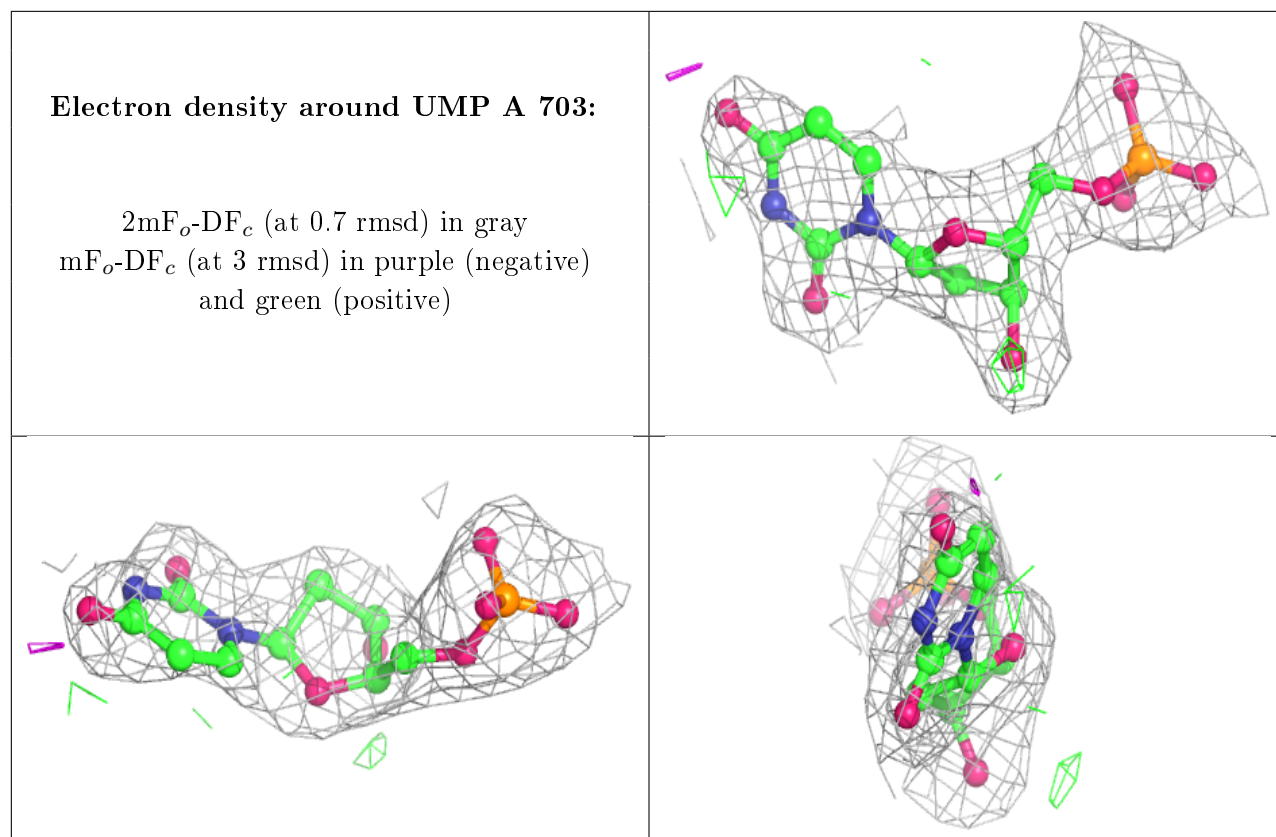 Electron density around UMP A 703:
2mFo-DFc (at 0.7 rmsd) in gray
mFo-DFc (at 3 rmsd) in purple (negative)
and green (positive)